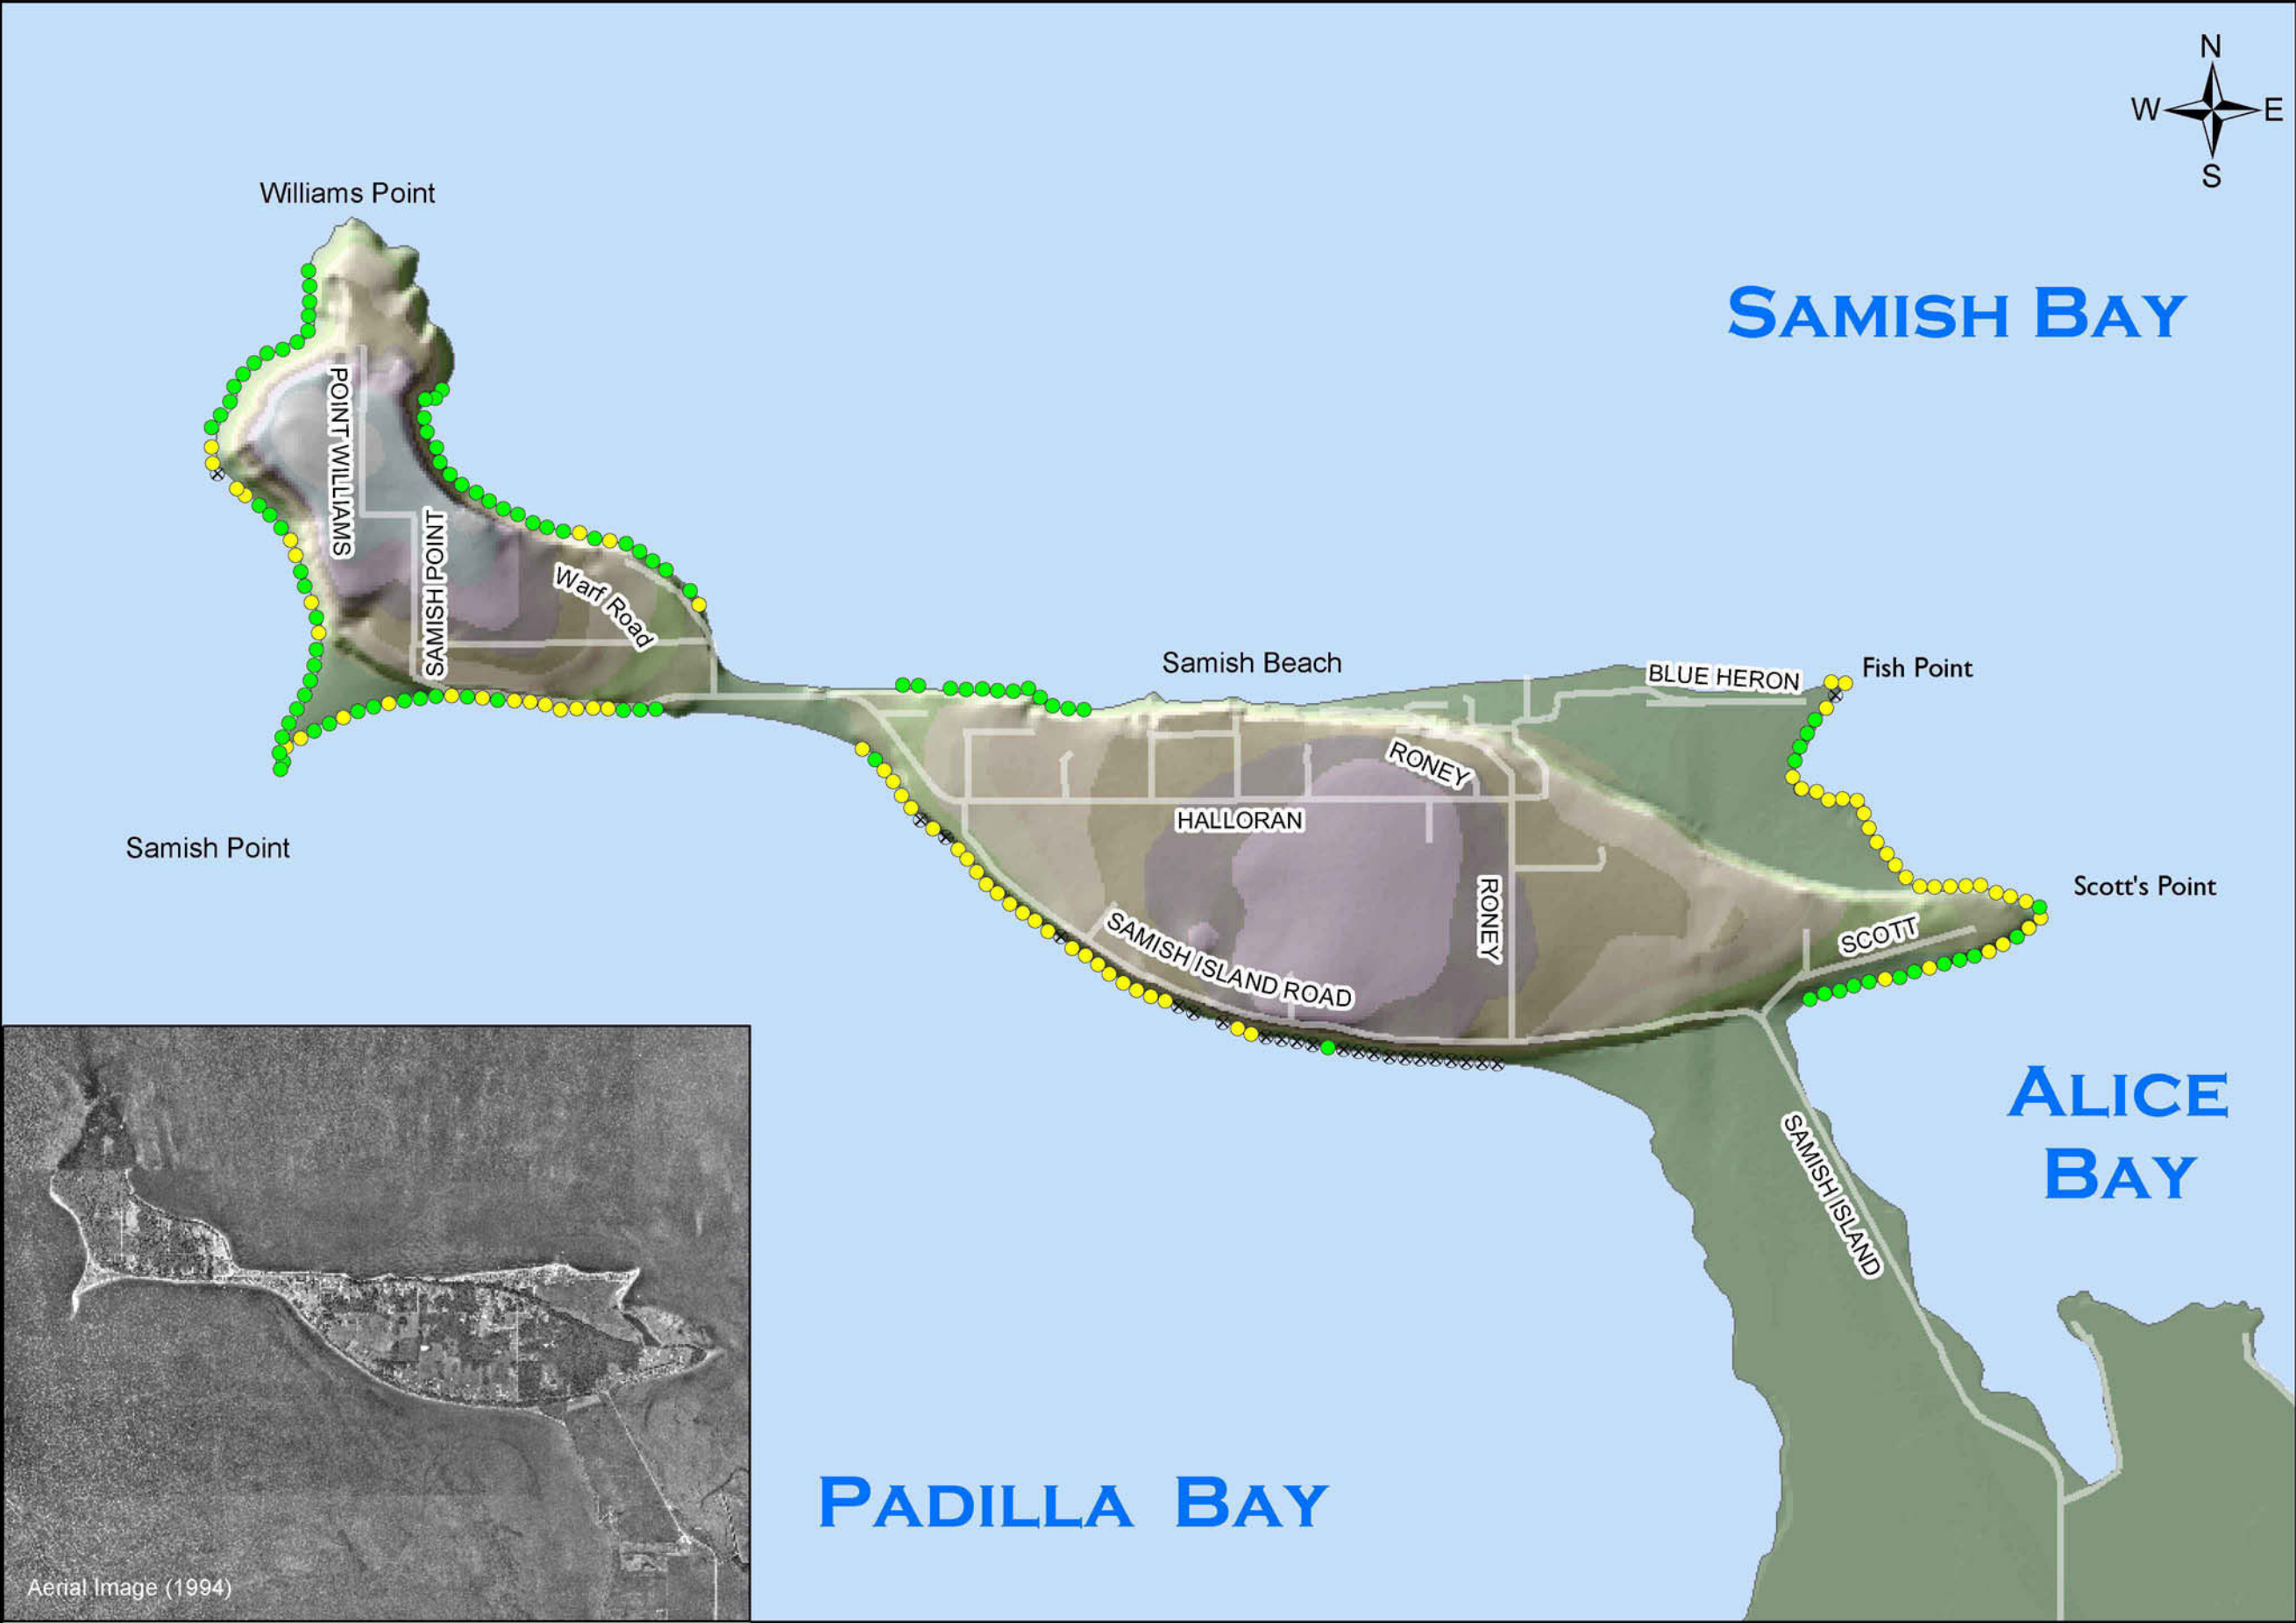 N
W E
S
Williams Point
SAMISH BAY
POINT WILLIAMS
SAMISH POINT
Warf Road
Samish Beach
BLUE HERON
Fish Point
RONEY
HALLORAN
Samish Point
RONEY
Scott's Point
SCOTT
SAMISH ISLAND ROAD
ALICE
BAY
SAMISH ISLAND
PADILLA BAY
Aerial Image (1994)